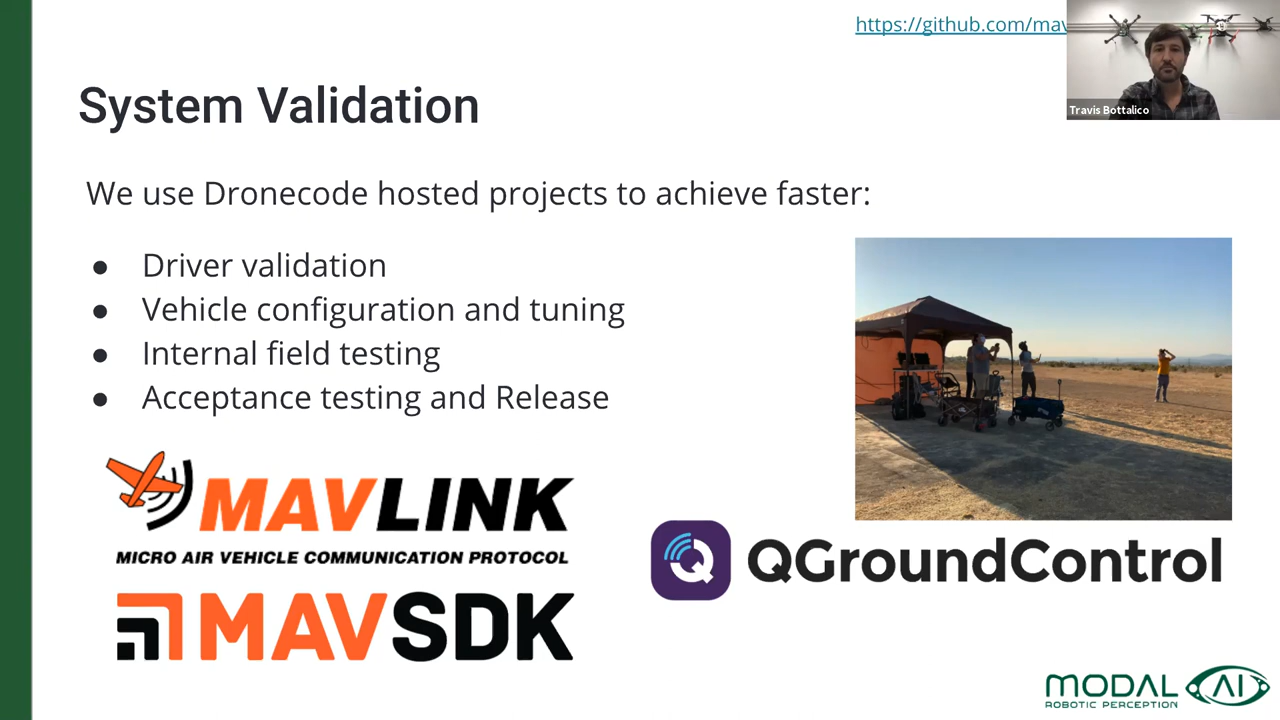 https://github.com/mav
Travis Bottalico
System Validation
We use Dronecode hosted projects to achieve faster:
● Driver validation
● Vehicle configuration and tuning
● Internal field testing
● Acceptance testing and Release
MAVLINK
MICRO AIR VEHICLE COMMUNICATION PROTOCOL
QGroundControl
MAVSDK
MODAL AI
ROBOTIC PERCEPTION